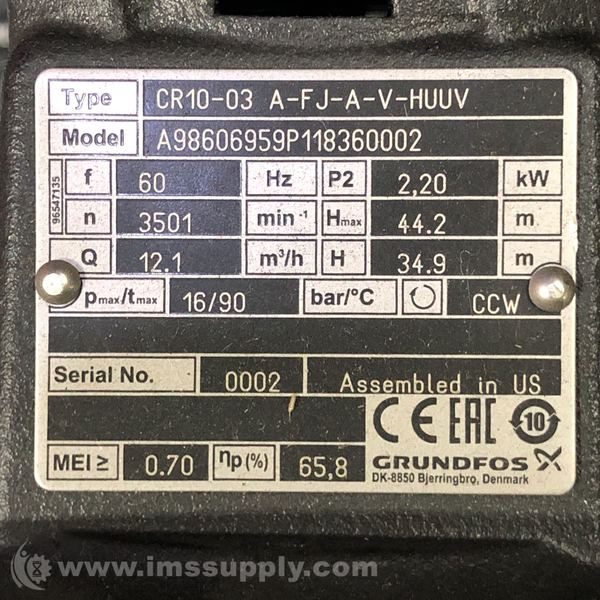 Type CR10-03 A-FJ-A-V-HUUV
Model A98606959P118360002
96547135
f 60 Hz P2 2,20 kW
n 3501 min⁻¹ Hmax 44.2 m
Q 12.1 m³/h H 34.9 m
pmax/tmax 16/90 bar/°C CCW
Serial No. 0002 Assembled in US
CE EAC 10
MEI ≥ 0.70 ηp(%) 65,8 GRUNDFOS X
DK-8850 Bjerringbro, Denmark
www.imssupply.com